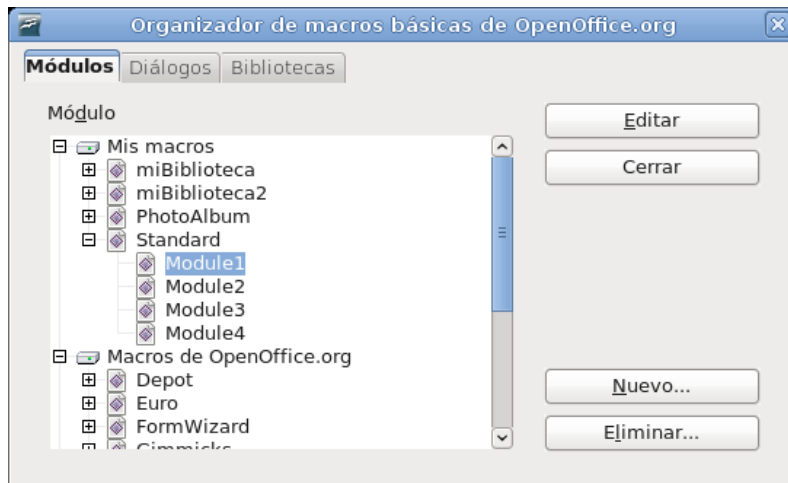 Organizador de macros básicas de OpenOffice.org
Módulos Diálogos Bibliotecas
Módulo
Editar
Cerrar
Mis macros
miBiblioteca
miBiblioteca2
PhotoAlbum
Standard
Module1
Module2
Module3
Module4
Macros de OpenOffice.org
Depot
Euro
FormWizard
Gimmicks
Nuevo...
Eliminar...